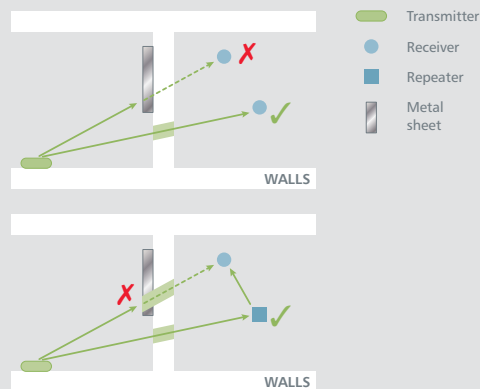 Transmitter
Receiver
Repeater
Metal
sheet
WALLS
WALLS